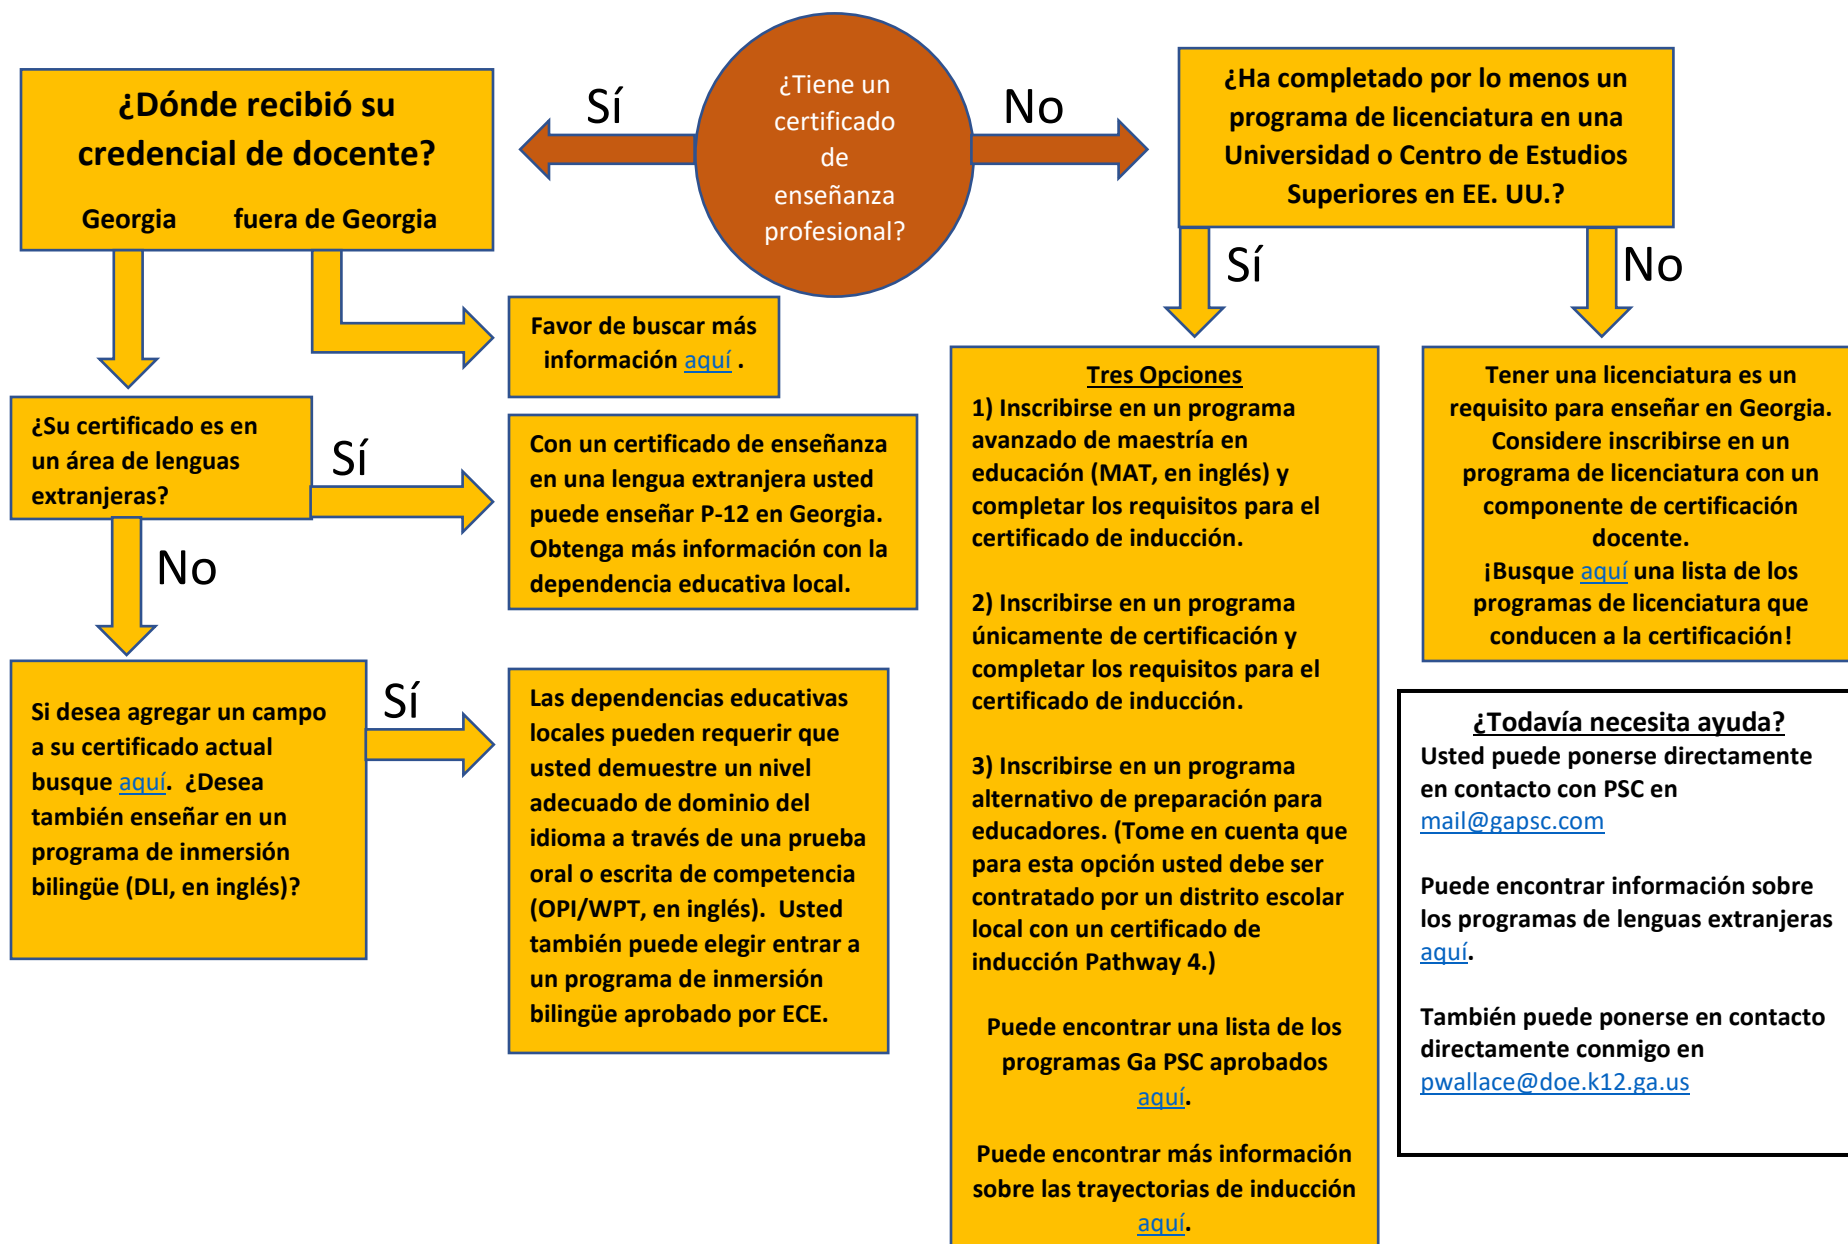 ¿Tiene un
certificado
de
enseñanza
profesional?
Sí
No
¿Dónde recibió su
credencial de docente?
Georgia fuera de Georgia
Favor de buscar más
información aquí .
¿Su certificado es en
un área de lenguas
extranjeras?
Sí
No
Con un certificado de enseñanza
en una lengua extranjera usted
puede enseñar P-12 en Georgia.
Obtenga más información con la
dependencia educativa local.
Si desea agregar un campo
a su certificado actual
busque aquí. ¿Desea
también enseñar en un
programa de inmersión
bilingüe (DLI, en inglés)?
Sí
Las dependencias educativas
locales pueden requerir que
usted demuestre un nivel
adecuado de dominio del
idioma a través de una prueba
oral o escrita de competencia
(OPI/WPT, en inglés). Usted
también puede elegir entrar a
un programa de inmersión
bilingüe aprobado por ECE.
¿Ha completado por lo menos un
programa de licenciatura en una
Universidad o Centro de Estudios
Superiores en EE. UU.?
Sí
No
Tres Opciones
1) Inscribirse en un programa
avanzado de maestría en
educación (MAT, en inglés) y
completar los requisitos para el
certificado de inducción.
2) Inscribirse en un programa
únicamente de certificación y
completar los requisitos para el
certificado de inducción.
3) Inscribirse en un programa
alternativo de preparación para
educadores. (Tome en cuenta que
para esta opción usted debe ser
contratado por un distrito escolar
local con un certificado de
inducción Pathway 4.)
Puede encontrar una lista de los
programas Ga PSC aprobados
aquí.
Puede encontrar más información
sobre las trayectorias de inducción
aquí.
Tener una licenciatura es un
requisito para enseñar en Georgia.
Considere inscribirse en un
programa de licenciatura con un
componente de certificación
docente.
¡Busque aquí una lista de los
programas de licenciatura que
conducen a la certificación!
¿Todavía necesita ayuda?
Usted puede ponerse directamente
en contacto con PSC en
mail@gapsc.com
Puede encontrar información sobre
los programas de lenguas extranjeras
aquí.
También puede ponerse en contacto
directamente conmigo en
pwallace@doe.k12.ga.us